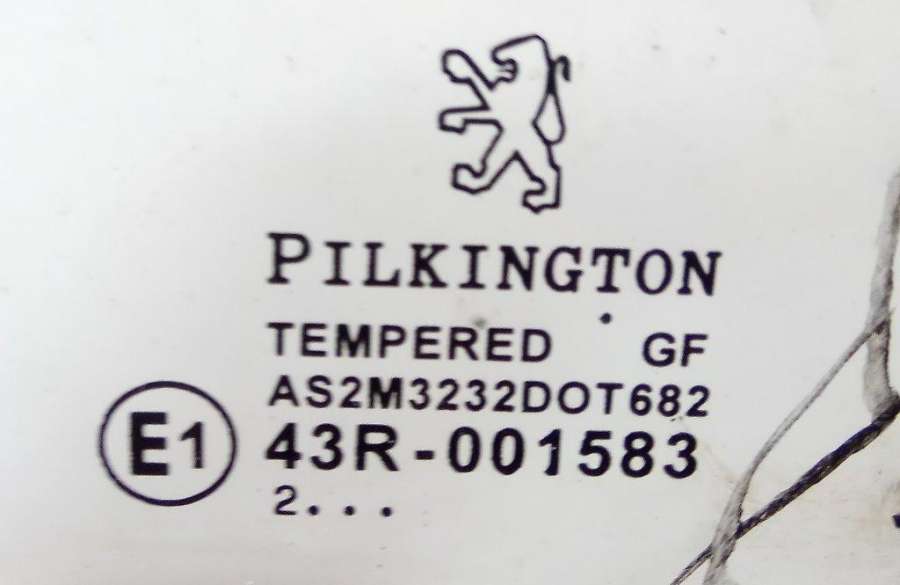 PILKINGTON
TEMPERED GF
AS2M3232DOT682
E1 43R-001583
2...